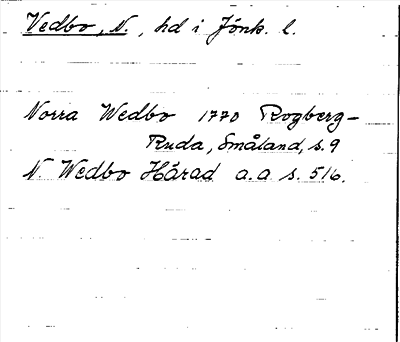 Vedbo, N., hd i Jönk. l.
Norra Wedbo 1770 Rogberg-
Ruda, Småland, s. 9
N. Wedbo Härad a.a s. 516.